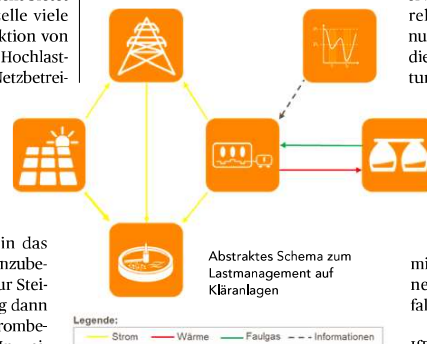 zelle viele
ktion von
Hochlast-
Netzbetrei-
rel
nu
die
tur
in das
nzube-
ur Stei-
g dann
rombe-
mi
ne
fal
Abstraktes Schema zum
Lastmanagement auf
Kläranlagen
Legende:
Strom Wärme Faulgas Informationen